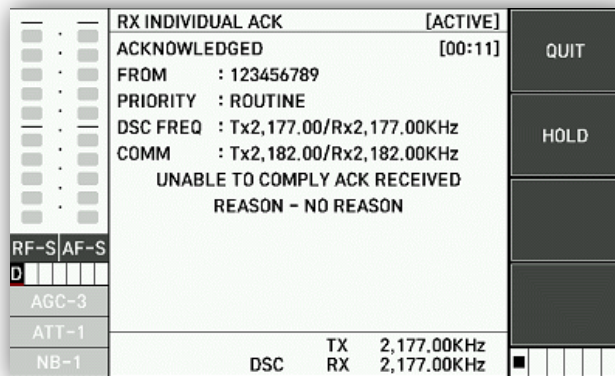 RX INDIVIDUAL ACK [ACTIVE]
ACKNOWLEDGED [00:11]
FROM : 123456789
PRIORITY : ROUTINE
DSC FREQ : Tx2,177.00/Rx2,177.00KHz
COMM : Tx2,182.00/Rx2,182.00KHz
UNABLE TO COMPLY ACK RECEIVED
REASON - NO REASON
QUIT
HOLD
RF-S AF-S
D
AGC-3
ATT-1
NB-1
TX 2,177.00KHz
DSC RX 2,177.00KHz